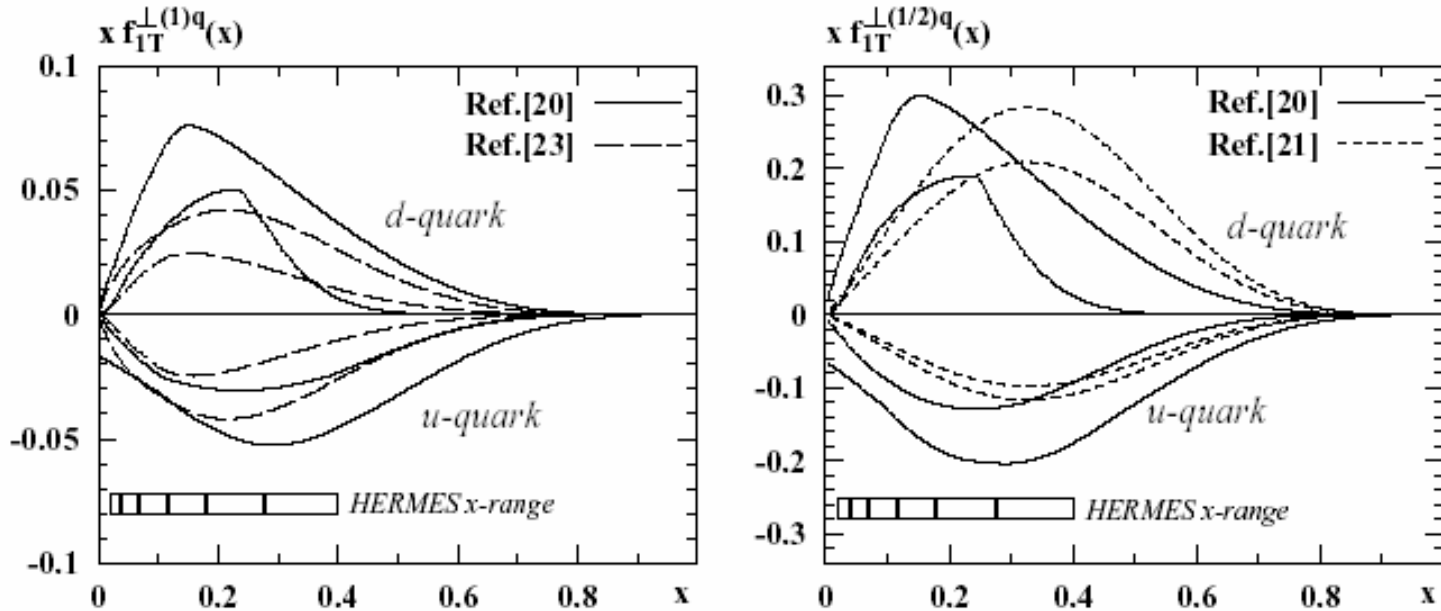 x f⊥(1)q1T(x)
0.1
Ref.[20]
Ref.[23]
0.05
d-quark
0
u-quark
-0.05
HERMES x-range
-0.1
0 0.2 0.4 0.6 0.8 x
x f⊥(1/2)q1T(x)
0.3
Ref.[20]
Ref.[21]
0.2
d-quark
0.1
0
-0.1
u-quark
-0.2
HERMES x-range
-0.3
0 0.2 0.4 0.6 0.8 x